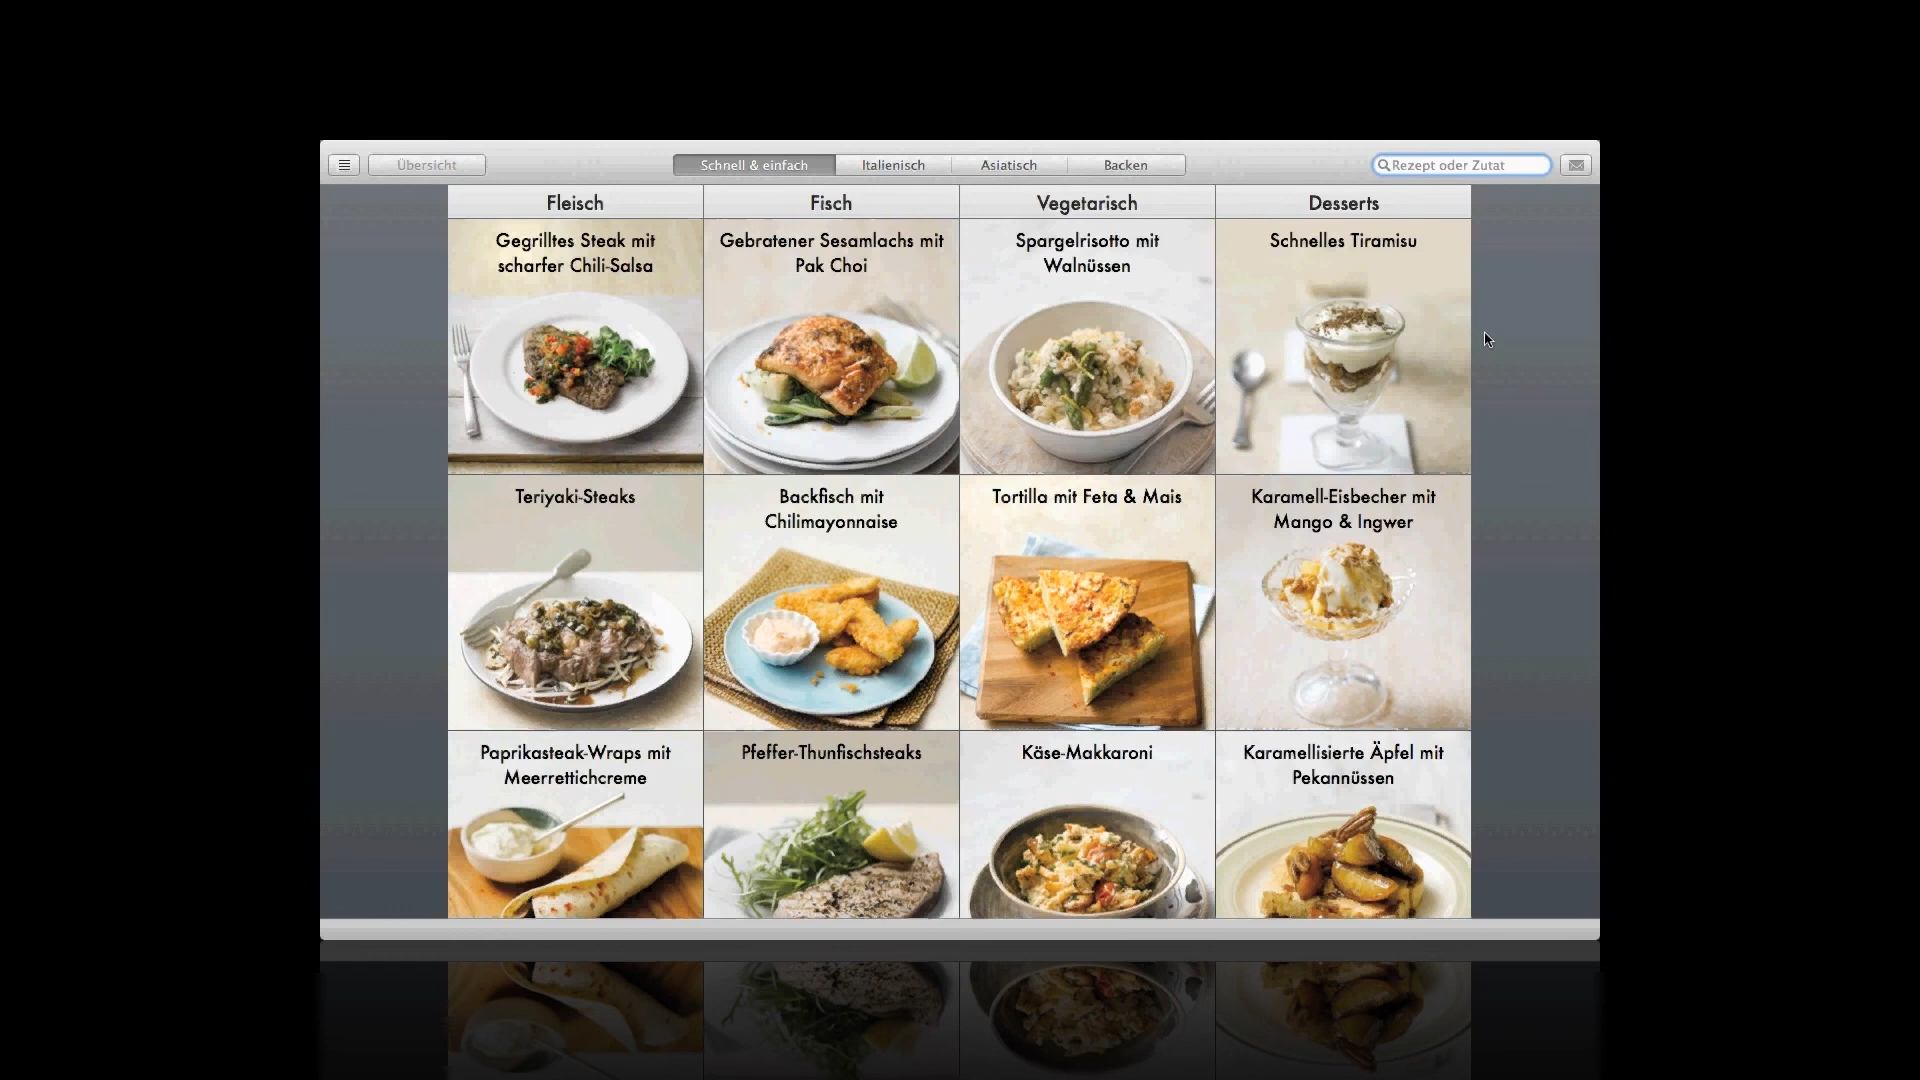 Übersicht
Schnell & einfach
Italienisch
Asiatisch
Backen
Rezept oder Zutat
Fleisch
Fisch
Vegetarisch
Desserts
Gegrilltes Steak mit
scharfer Chili-Salsa
Gebratener Sesamlachs mit
Pak Choi
Spargelrisotto mit
Walnüssen
Schnelles Tiramisu
Teriyaki-Steaks
Backfisch mit
Chilimayonnaise
Tortilla mit Feta & Mais
Karamell-Eisbecher mit
Mango & Ingwer
Paprikasteak-Wraps mit
Meerrettichcreme
Pfeffer-Thunfischsteaks
Käse-Makkaroni
Karamellisierte Äpfel mit
Pekannüssen